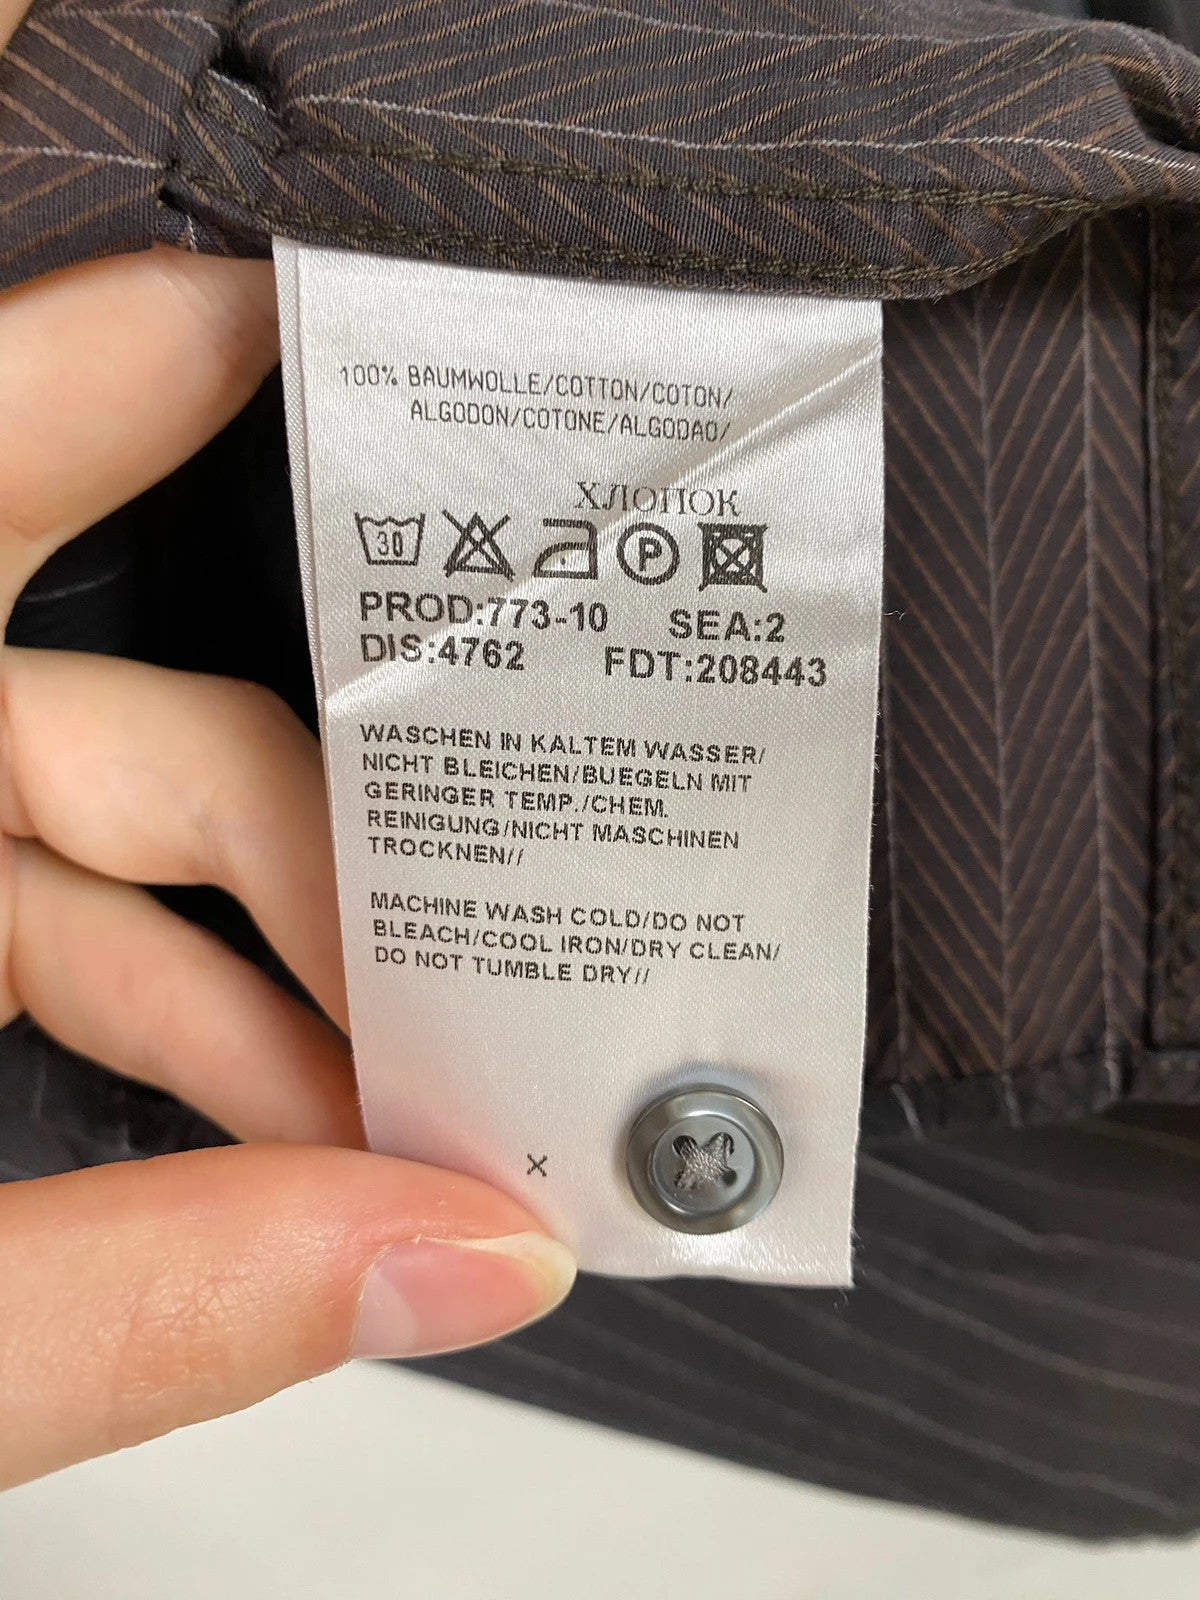 100% BAUMWOLLE/COTTON/COTON/
ALGODON/COTONE/ALGODAO/
ХЛОПОК
30 P
PROD:773-10 SEA:2
DIS:4762 FDT:208443
WASCHEN IN KALTEM WASSER/
NICHT BLEICHEN/BUEGELN MIT
GERINGER TEMP./CHEM.
REINIGUNG/NICHT MASCHINEN
TROCKNEN//
MACHINE WASH COLD/DO NOT
BLEACH/COOL IRON/DRY CLEAN/
DO NOT TUMBLE DRY//
X